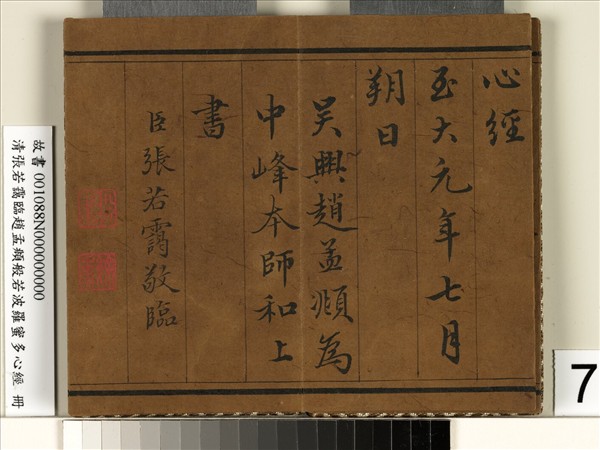 心經
至大元年七月
朔日
吳興趙孟頫為
中峰本師和上
書
臣張若靄敬臨
故書 001088N000000000
清張若靄臨趙孟頫般若波羅蜜多心經 冊
7